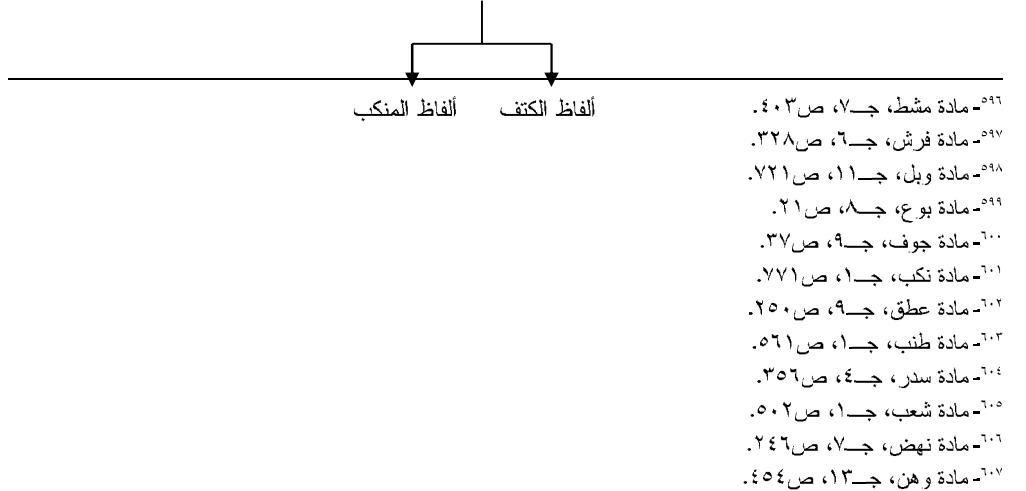 ألفاظ الكتف ألفاظ المنكب
٥٩٦- مادة مشط، جـ٧، ص٤٠٣.
٥٩٧- مادة فرش، جـ٦، ص٣٢٨.
٥٩٨- مادة وبل، جـ١١، ص٧٢١.
٥٩٩- مادة بوع، جـ٨، ص٢١.
٦٠٠- مادة جوف، جـ٩، ص٣٧.
٦٠١- مادة نكب، جـ١، ص٧٧١.
٦٠٢- مادة عطق، جـ٩، ص٢٥٠.
٦٠٣- مادة طنب، جـ١، ص٥٦١.
٦٠٤- مادة سدر، جـ٤، ص٣٥٦.
٦٠٥- مادة شعب، جـ١، ص٥٠٢.
٦٠٦- مادة نهض، جـ٧، ص٢٤٦.
٦٠٧- مادة وهن، جـ١٣، ص٤٥٤.